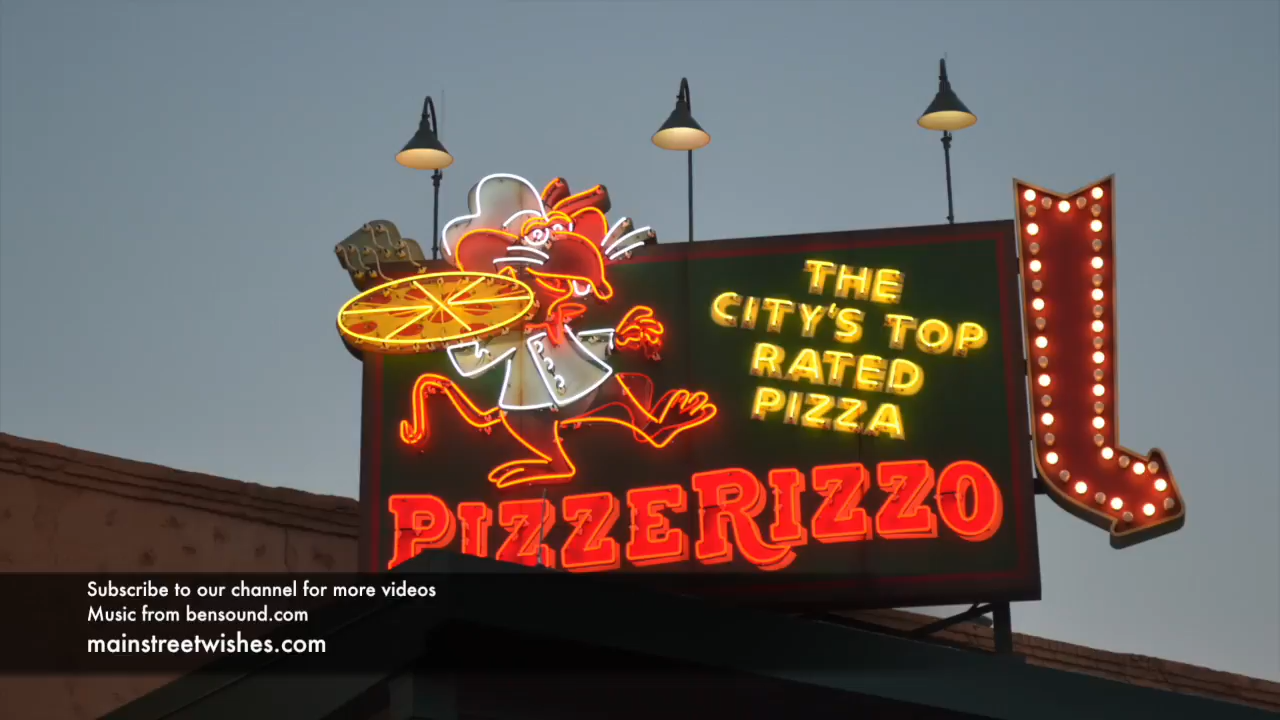 THE
CITY'S TOP
RATED
PIZZA
PIZZERIZZO
Subscribe to our channel for more videos
Music from bensound.com
mainstreetwishes.com